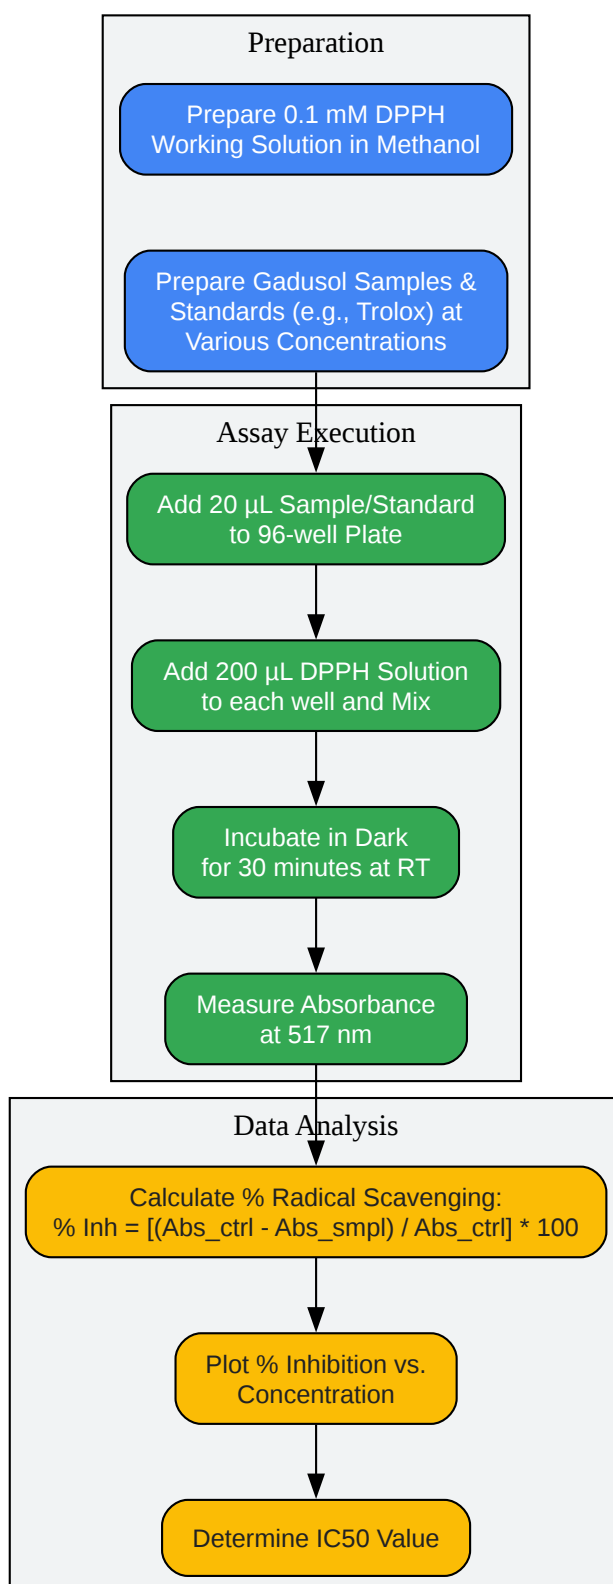 Preparation
Prepare 0.1 mM DPPH
Working Solution in Methanol
Prepare Gadusol Samples &
Standards (e.g., Trolox) at
Various Concentrations
Assay Execution
Add 20 µL Sample/Standard
to 96-well Plate
Add 200 µL DPPH Solution
to each well and Mix
Incubate in Dark
for 30 minutes at RT
Measure Absorbance
at 517 nm
Data Analysis
Calculate % Radical Scavenging:
% Inh = [(Abs_ctrl - Abs_smpl) / Abs_ctrl] * 100
Plot % Inhibition vs.
Concentration
Determine IC50 Value